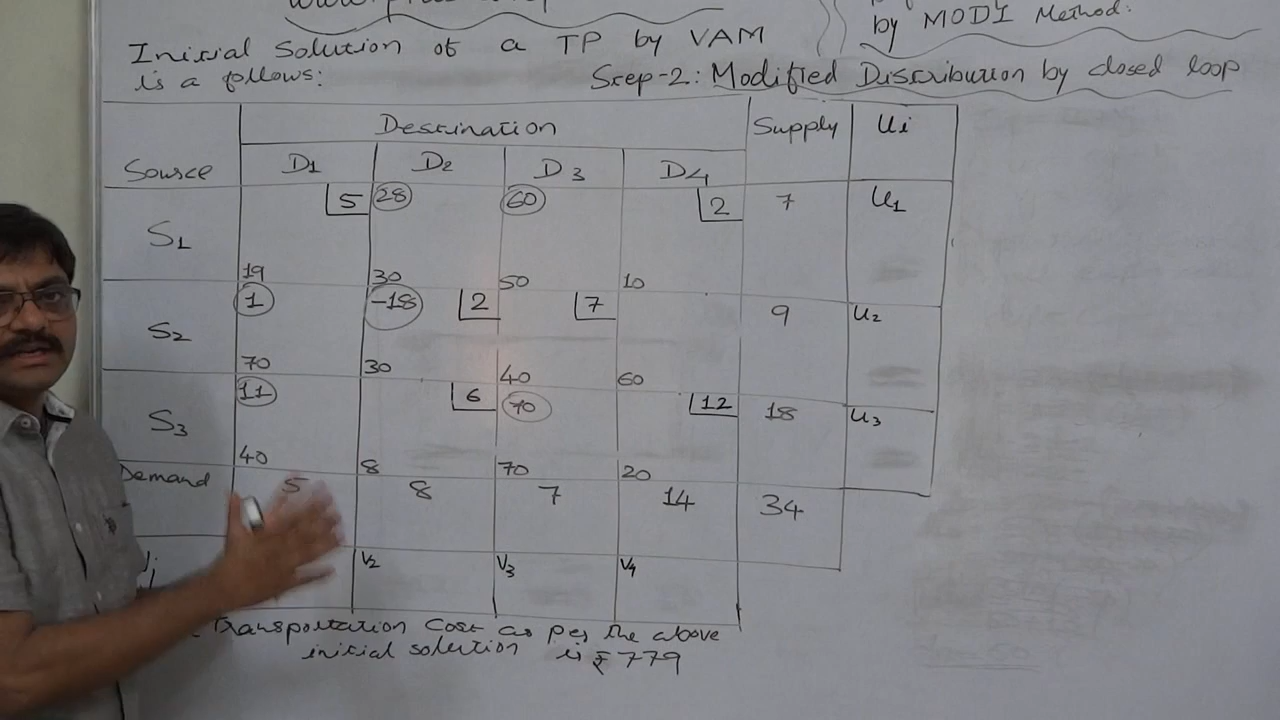 by MODI Method:
Initial Solution of a TP by VAM
is a follows:
Step-2: Modified Distribution by closed loop
Destination Supply Ui
Source D1 D2 D3 D4
5 28 60 2 7 U1
S1
19 30 50 10
1 -18 2 7 9 U2
S2
70 30 40 60
11 6 70 12 18 U3
S3
40 8 70 20
Demand 5 8 7 14 34
j V2 V3 V4
Transportation Cost as per the above
initial solution is ₹779